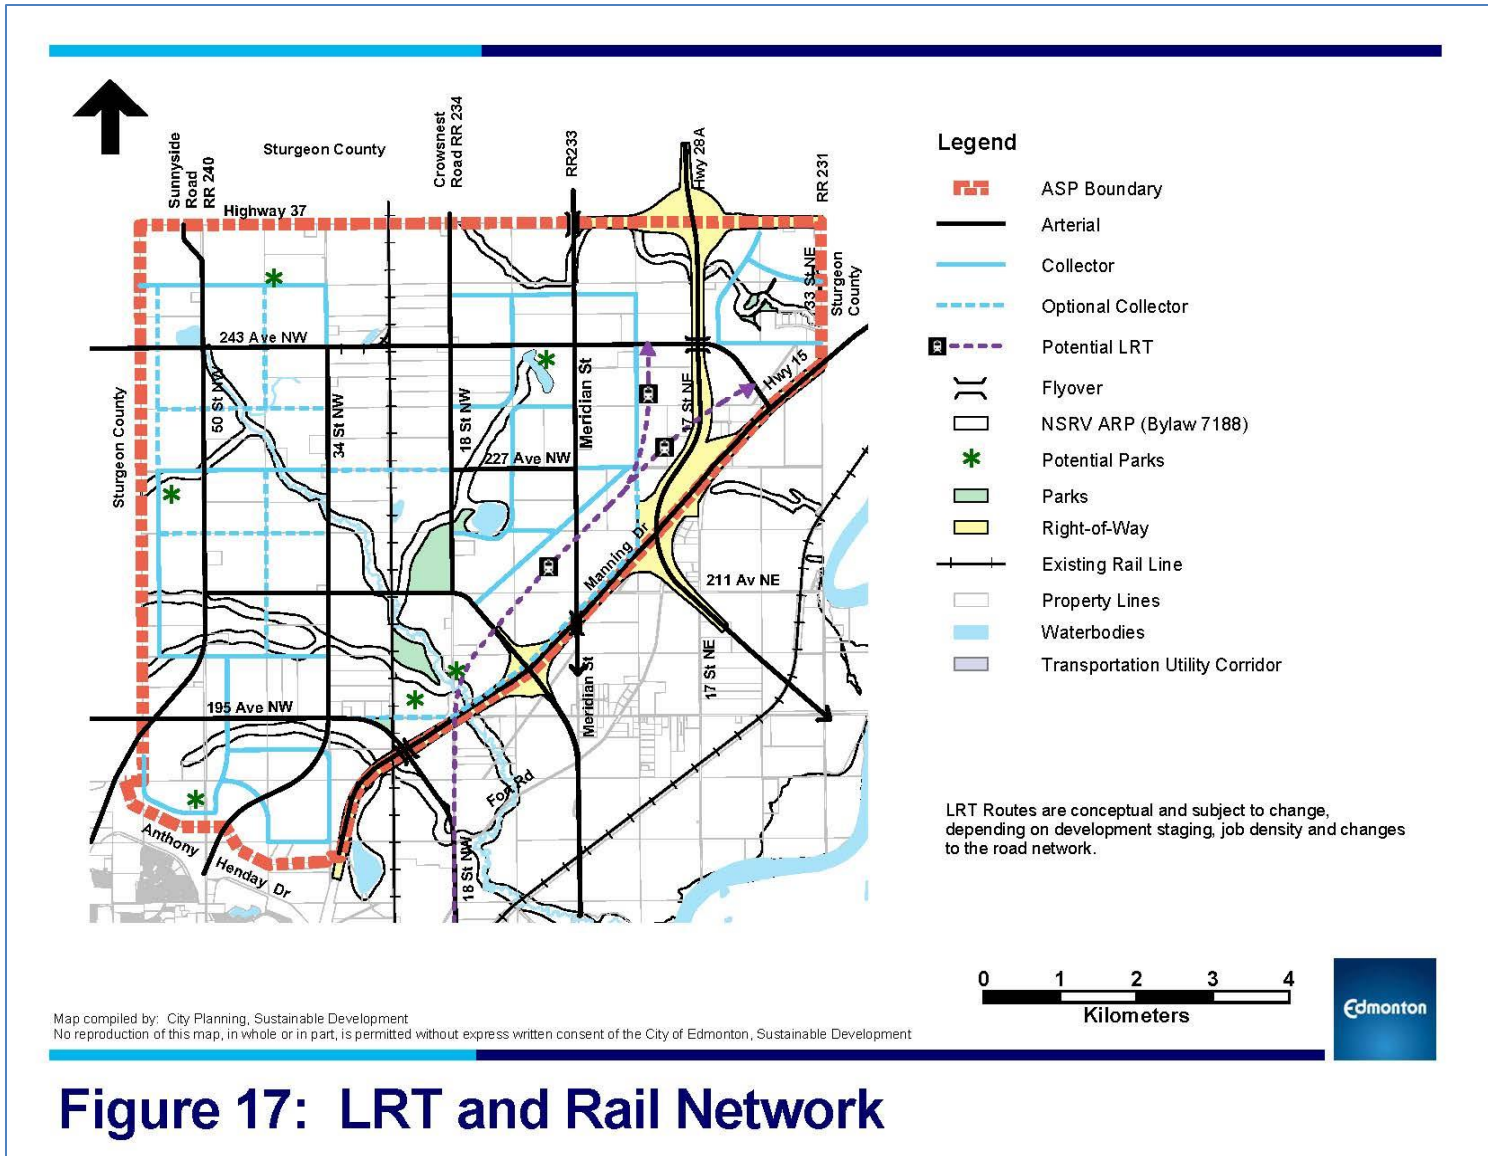 Sturgeon County
Sunnyside
Road
RR 240
Crowsnest
Road RR 234
RR233
Hwy 28A
RR 231
Highway 37
33 St NE
Sturgeon
County
243 Ave NW
Hwy 15
50 St NW
34 St NW
18 St NW
Meridian St
17 St NE
Sturgeon County
227 Ave NW
Manning Dr
211 Av NE
17 St NE
Meridian St
195 Ave NW
Fort Rd
18 St NW
Anthony
Henday Dr
Legend
ASP Boundary
Arterial
Collector
Optional Collector
Potential LRT
Flyover
NSRV ARP (Bylaw 7188)
Potential Parks
Parks
Right-of-Way
Existing Rail Line
Property Lines
Waterbodies
Transportation Utility Corridor
LRT Routes are conceptual and subject to change,
depending on development staging, job density and changes
to the road network.
0 1 2 3 4
Kilometers
Edmonton
Map compiled by: City Planning, Sustainable Development
No reproduction of this map, in whole or in part, is permitted without express written consent of the City of Edmonton, Sustainable Development
Figure 17: LRT and Rail Network